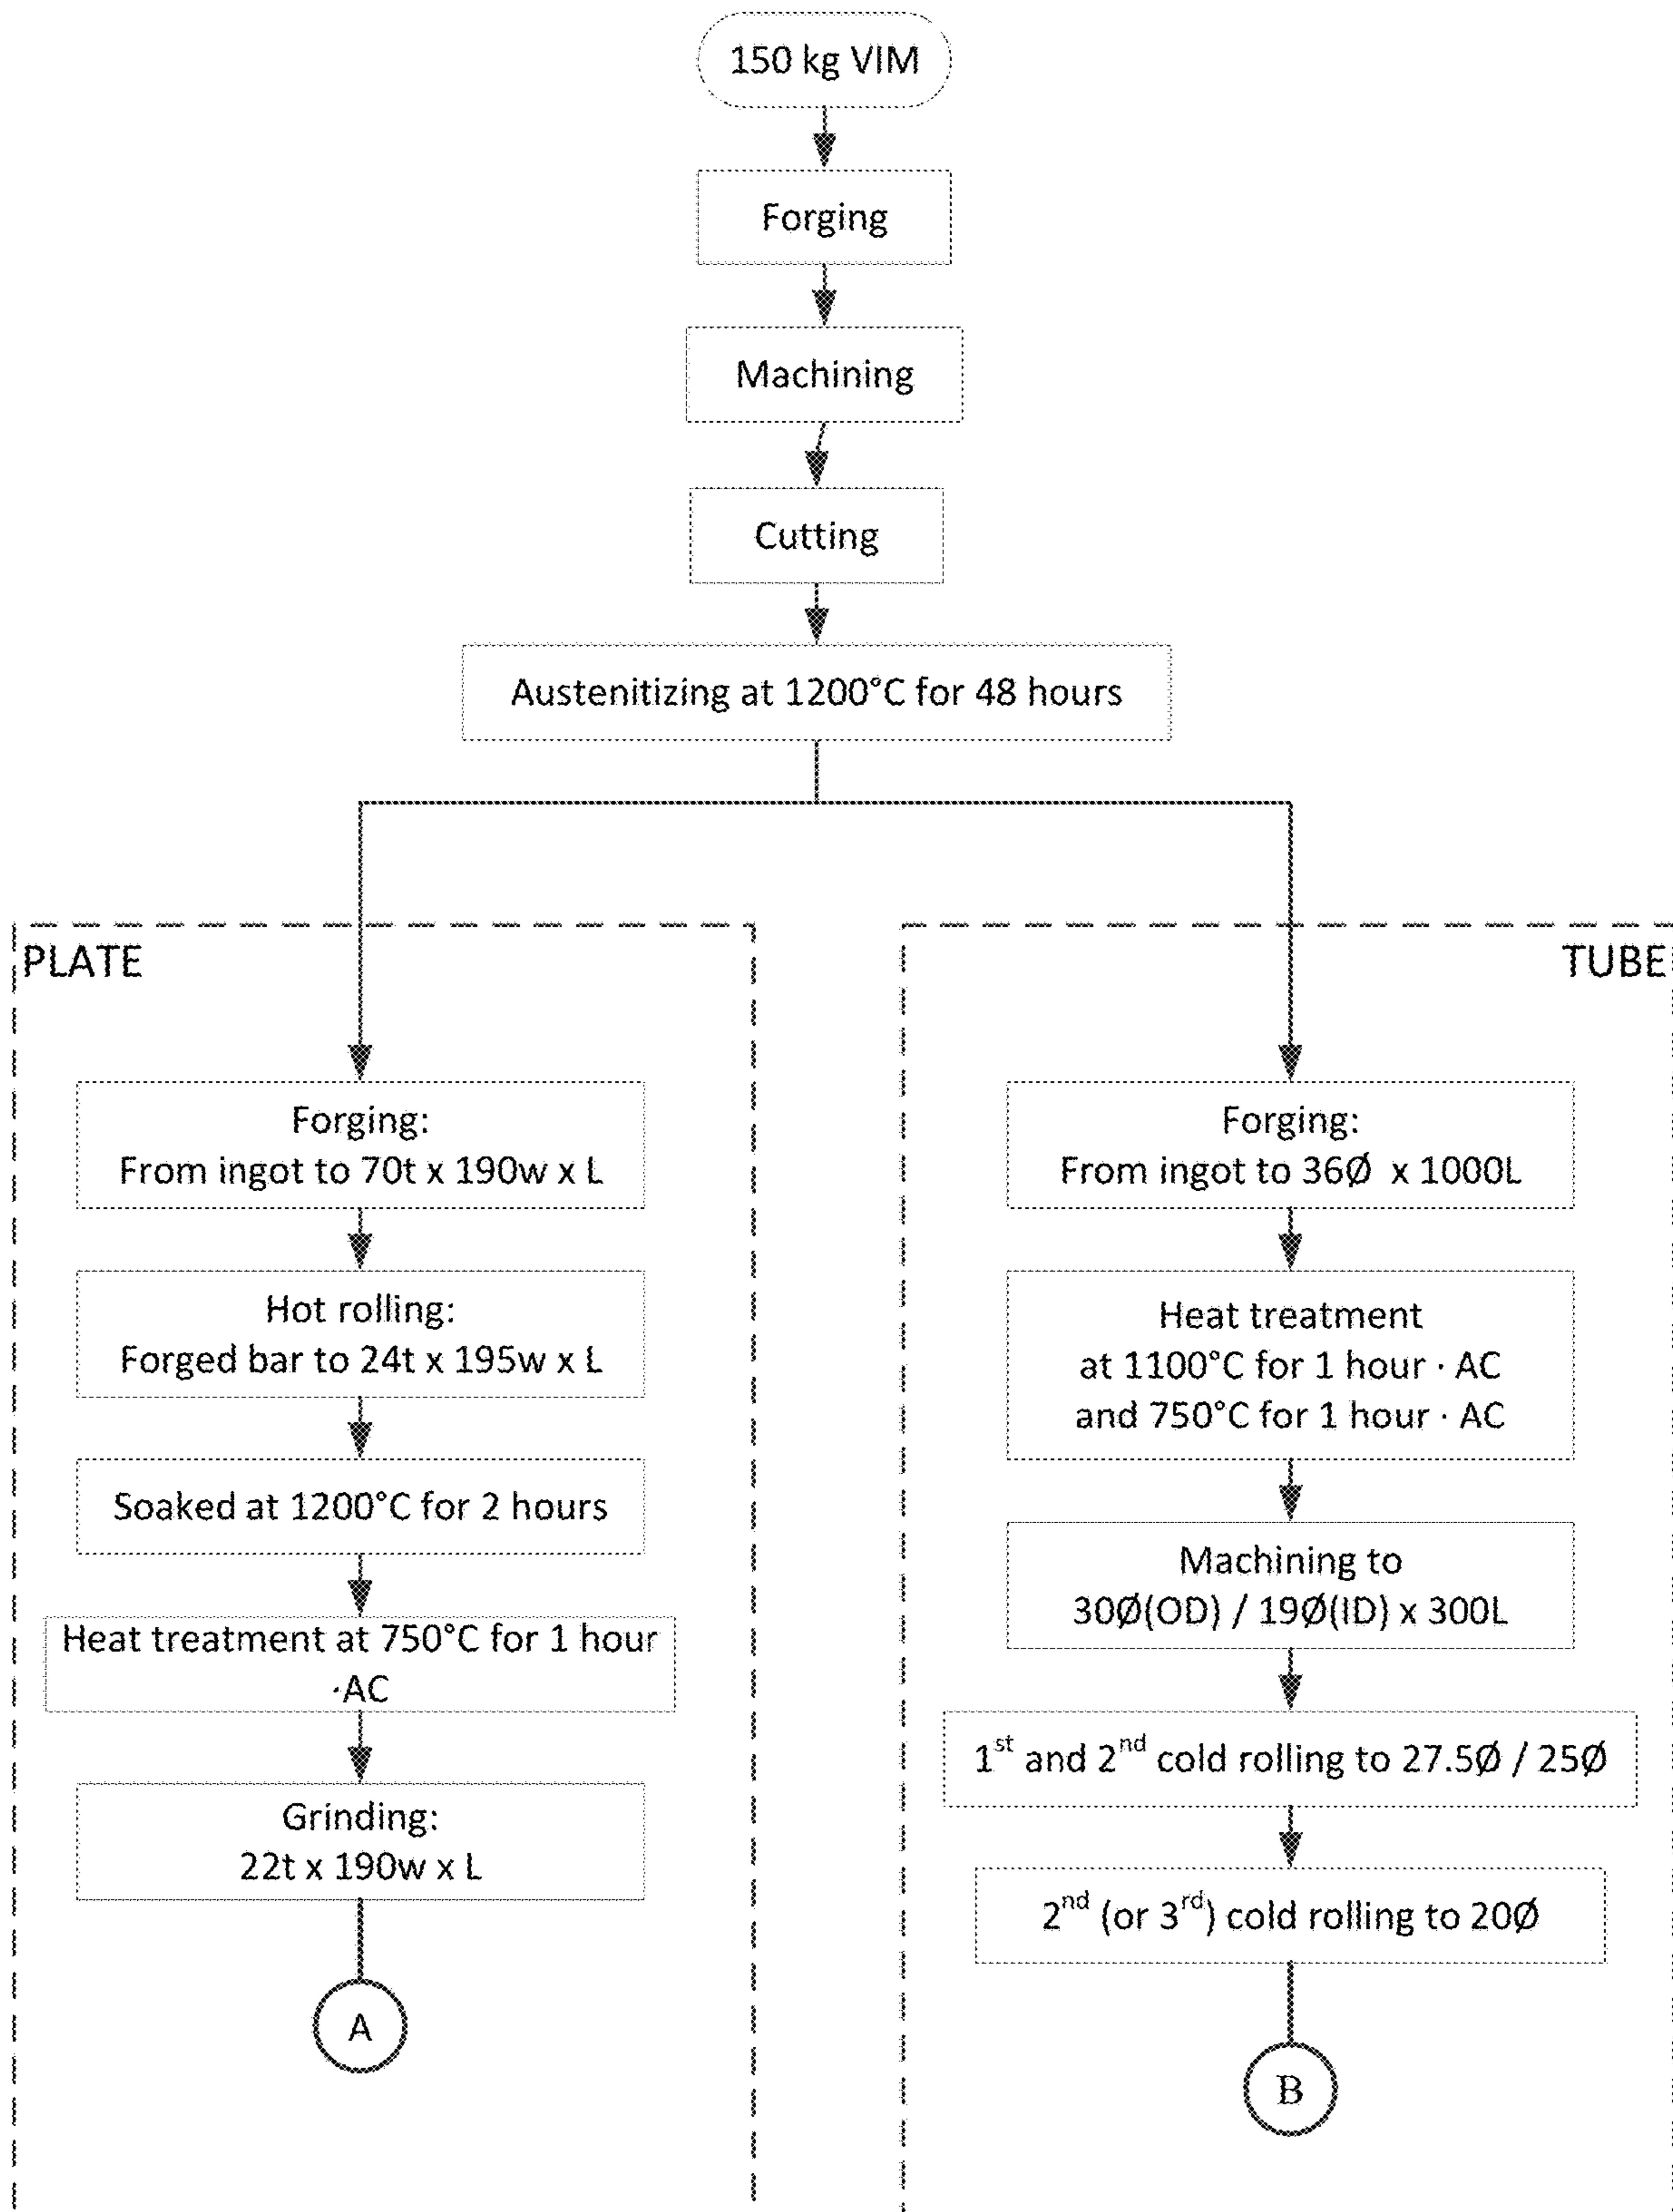 150 kg VIM
Forging
Machining
Cutting
Austenitizing at 1200°C for 48 hours
PLATE
Forging:
From ingot to 70t x 190w x L
Hot rolling:
Forged bar to 24t x 195w x L
Soaked at 1200°C for 2 hours
Heat treatment at 750°C for 1 hour
·AC
Grinding:
22t x 190w x L
A
TUBE
Forging:
From ingot to 36Ø x 1000L
Heat treatment
at 1100°C for 1 hour · AC
and 750°C for 1 hour · AC
Machining to
30Ø(OD) / 19Ø(ID) x 300L
1st and 2nd cold rolling to 27.5Ø / 25Ø
2nd (or 3rd) cold rolling to 20Ø
B